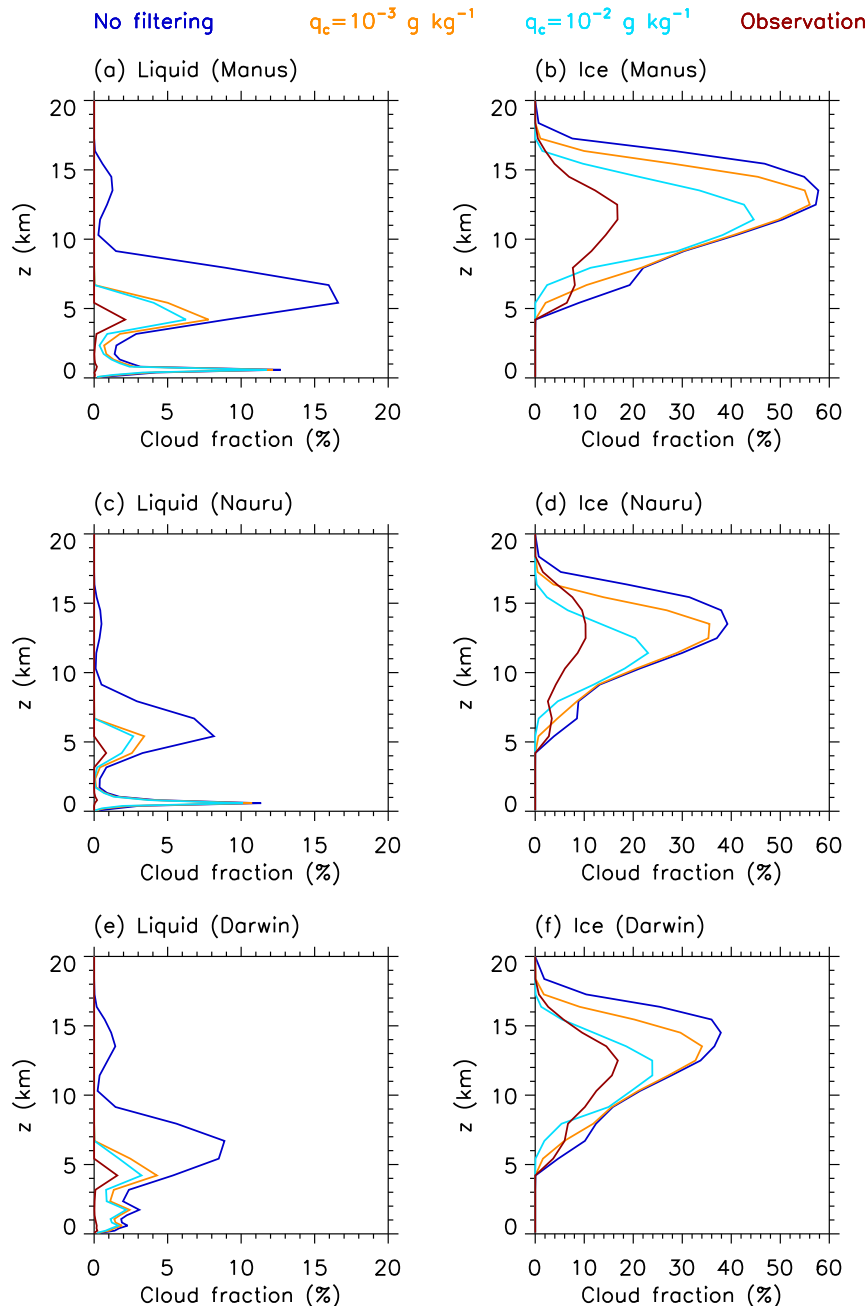 No filtering q_c=10^-3 g kg^-1 q_c=10^-2 g kg^-1 Observation
(a) Liquid (Manus) (b) Ice (Manus)
20 20
15 15
10 10
5 5
0 0
z (km) z (km)
0 5 10 15 20 0 10 20 30 40 50 60
Cloud fraction (%) Cloud fraction (%)
(c) Liquid (Nauru) (d) Ice (Nauru)
20 20
15 15
10 10
5 5
0 0
z (km) z (km)
0 5 10 15 20 0 10 20 30 40 50 60
Cloud fraction (%) Cloud fraction (%)
(e) Liquid (Darwin) (f) Ice (Darwin)
20 20
15 15
10 10
5 5
0 0
z (km) z (km)
0 5 10 15 20 0 10 20 30 40 50 60
Cloud fraction (%) Cloud fraction (%)